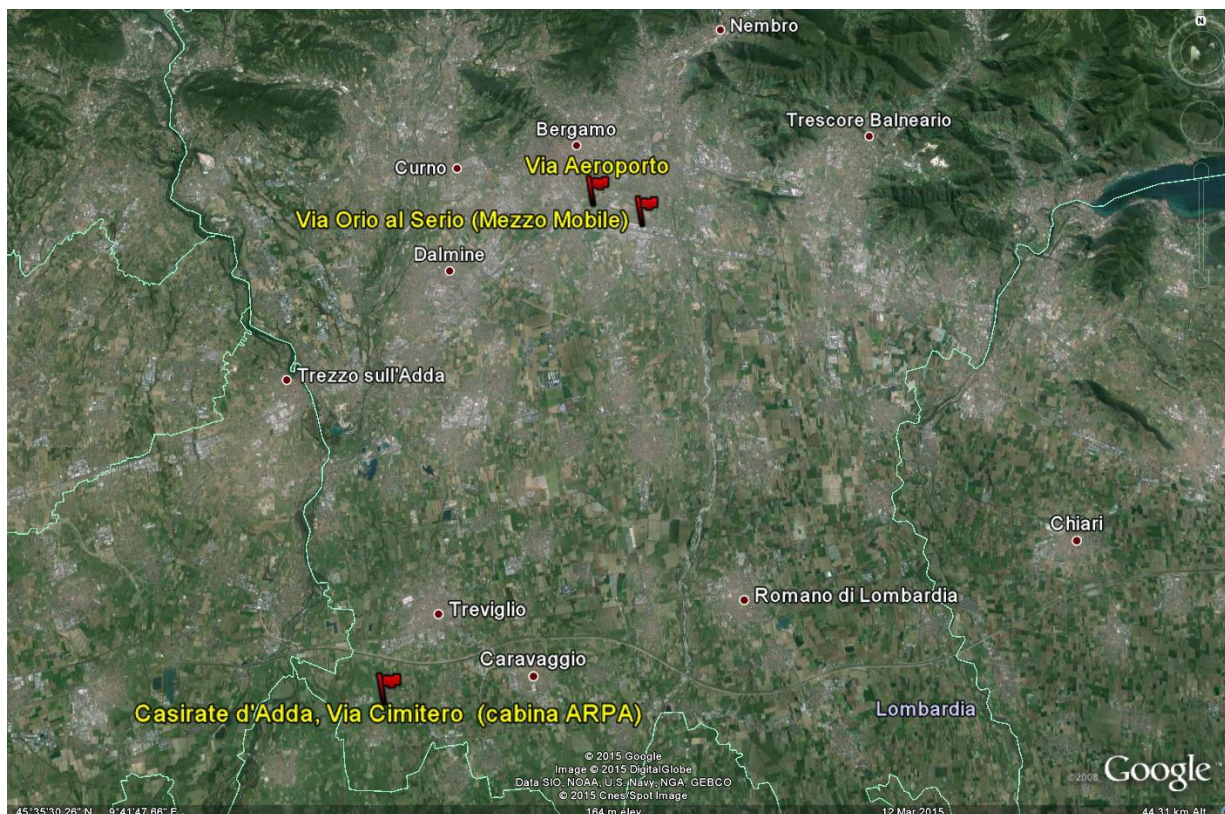 N
Nembro
Trescore Balneario
Bergamo
Curno
Via Aeroporto
Via Orio al Serio (Mezzo Mobile)
Dalmine
Trezzo sull'Adda
Chiari
Treviglio
Romano di Lombardia
Caravaggio
Casirate d'Adda, Via Cimitero (cabina ARPA)
Lombardia
© 2015 Google
Image © 2015 DigitalGlobe
Data SIO, NOAA, U.S. Navy, NGA, GEBCO
© 2015 Cnes/Spot Image
©2008 Google™
45°35'30.26" N 9°41'47.66" E 164 m elev 12 Mar 2015 44.31 km Alt